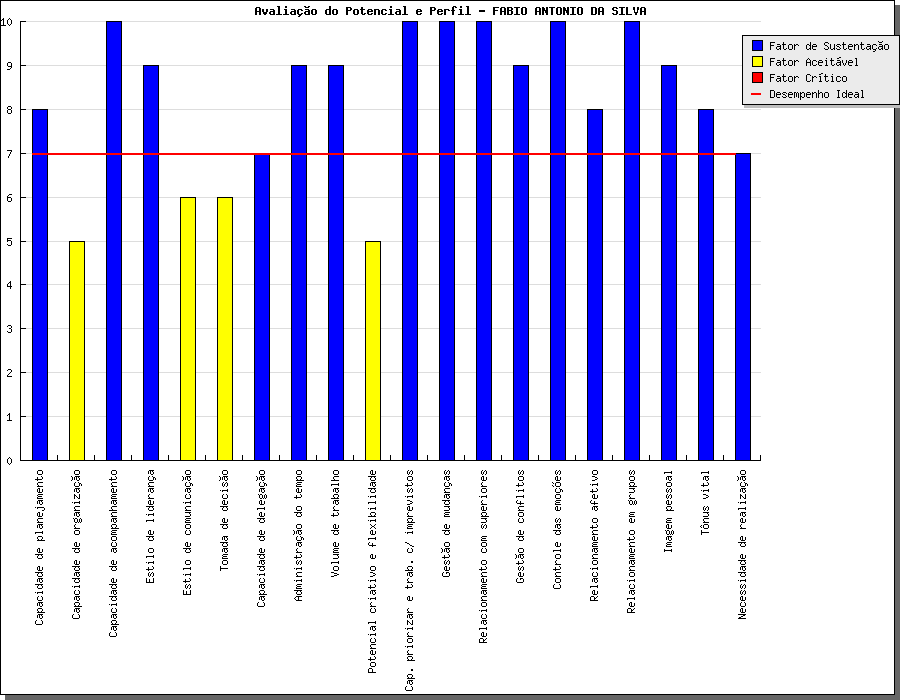 Avaliação do Potencial e Perfil - FABIO ANTONIO DA SILVA
Fator de Sustentação
Fator Aceitável
Fator Crítico
Desempenho Ideal
10
9
8
7
6
5
4
3
2
1
0
Capacidade de planejamento
Capacidade de organização
Capacidade de acompanhamento
Estilo de liderança
Estilo de comunicação
Tomada de decisão
Capacidade de delegação
Administração do tempo
Volume de trabalho
Potencial criativo e flexibilidade
Cap. priorizar e trab. c/ imprevistos
Gestão de mudanças
Relacionamento com superiores
Gestão de conflitos
Controle das emoções
Relacionamento afetivo
Relacionamento em grupos
Imagem pessoal
Tônus vital
Necessidade de realização